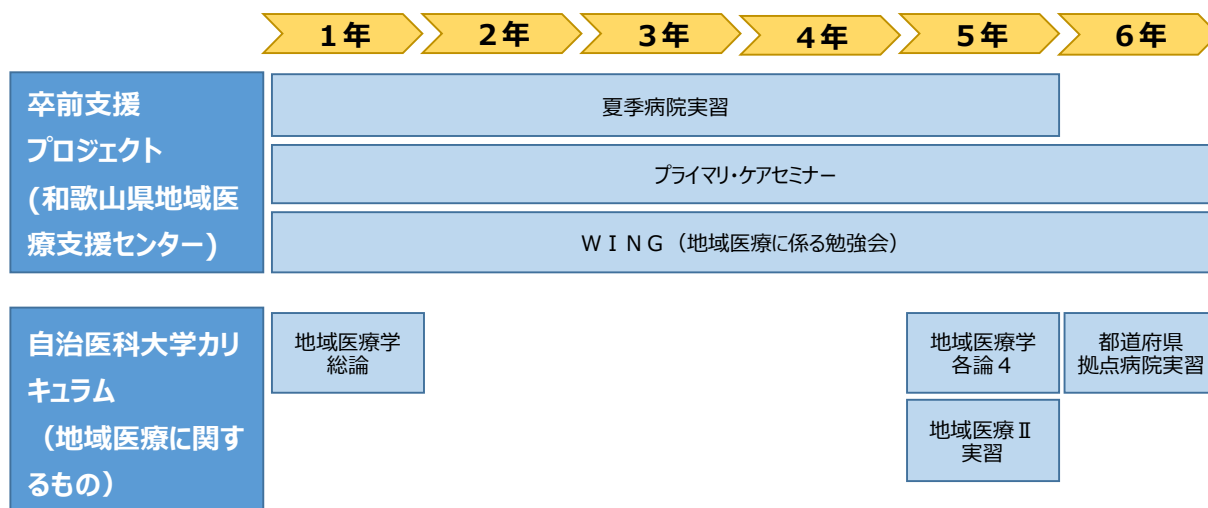 1年
2年
3年
4年
5年
6年
卒前支援
プロジェクト
(和歌山県地域医
療支援センター)
夏季病院実習
プライマリ・ケアセミナー
ＷＩＮＧ（地域医療に係る勉強会）
自治医科大学カリ
キュラム
（地域医療に関す
るもの）
地域医療学
総論
地域医療学
各論４
都道府県
拠点病院実習
地域医療Ⅱ
実習